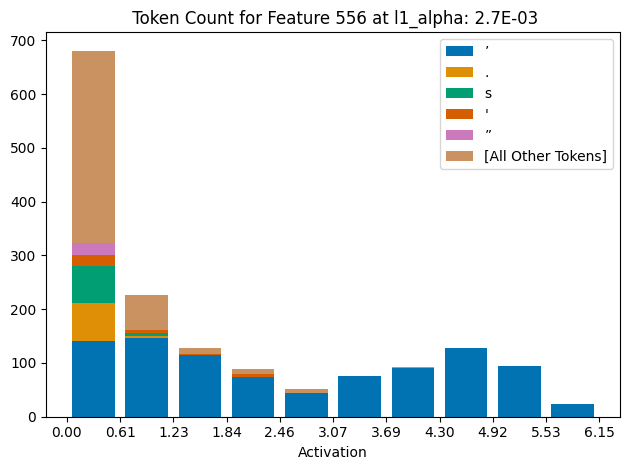 Token Count for Feature 556 at l1_alpha: 2.7E-03
700
600
500
400
300
200
100
0
’
.
s
'
”
[All Other Tokens]
0.00 0.61 1.23 1.84 2.46 3.07 3.69 4.30 4.92 5.53 6.15
Activation